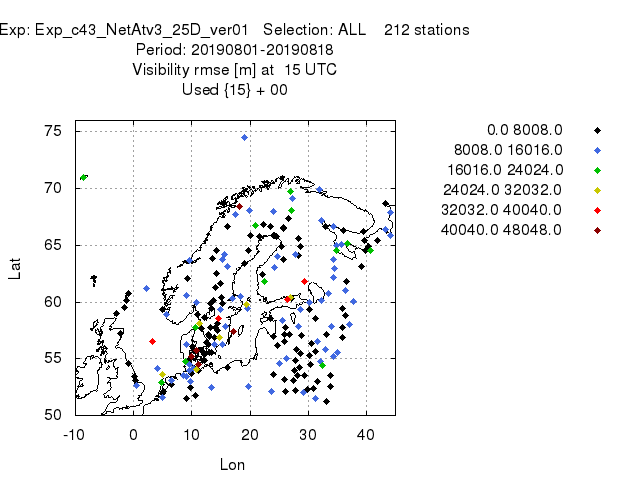 Exp: Exp_c43_NetAtv3_25D_ver01 Selection: ALL 212 stations
Period: 20190801-20190818
Visibility rmse [m] at 15 UTC
Used {15} + 00
0.0 8008.0
8008.0 16016.0
16016.0 24024.0
24024.0 32032.0
32032.0 40040.0
40040.0 48048.0
Lat
75
70
65
60
55
50
-10 0 10 20 30 40
Lon